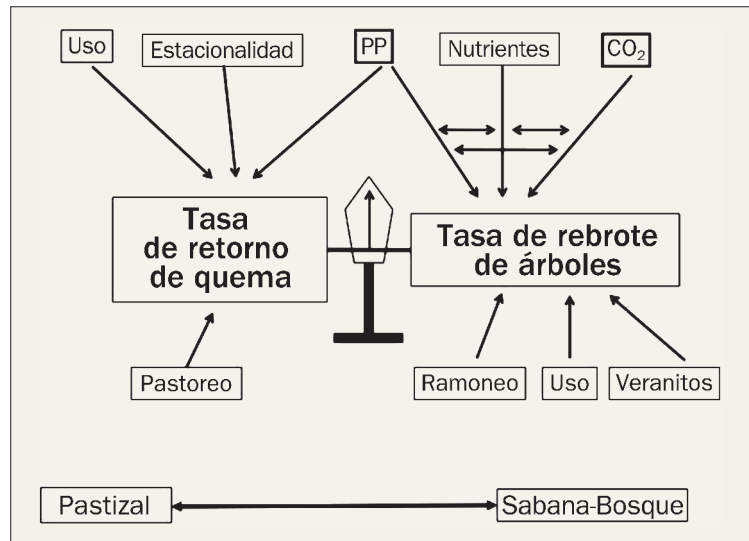 Uso
Estacionalidad
PP
Nutrientes
CO₂
Tasa
de retorno
de quema
Tasa de rebrote
de árboles
Pastoreo
Ramoneo
Uso
Veranitos
Pastizal
Sabana-Bosque